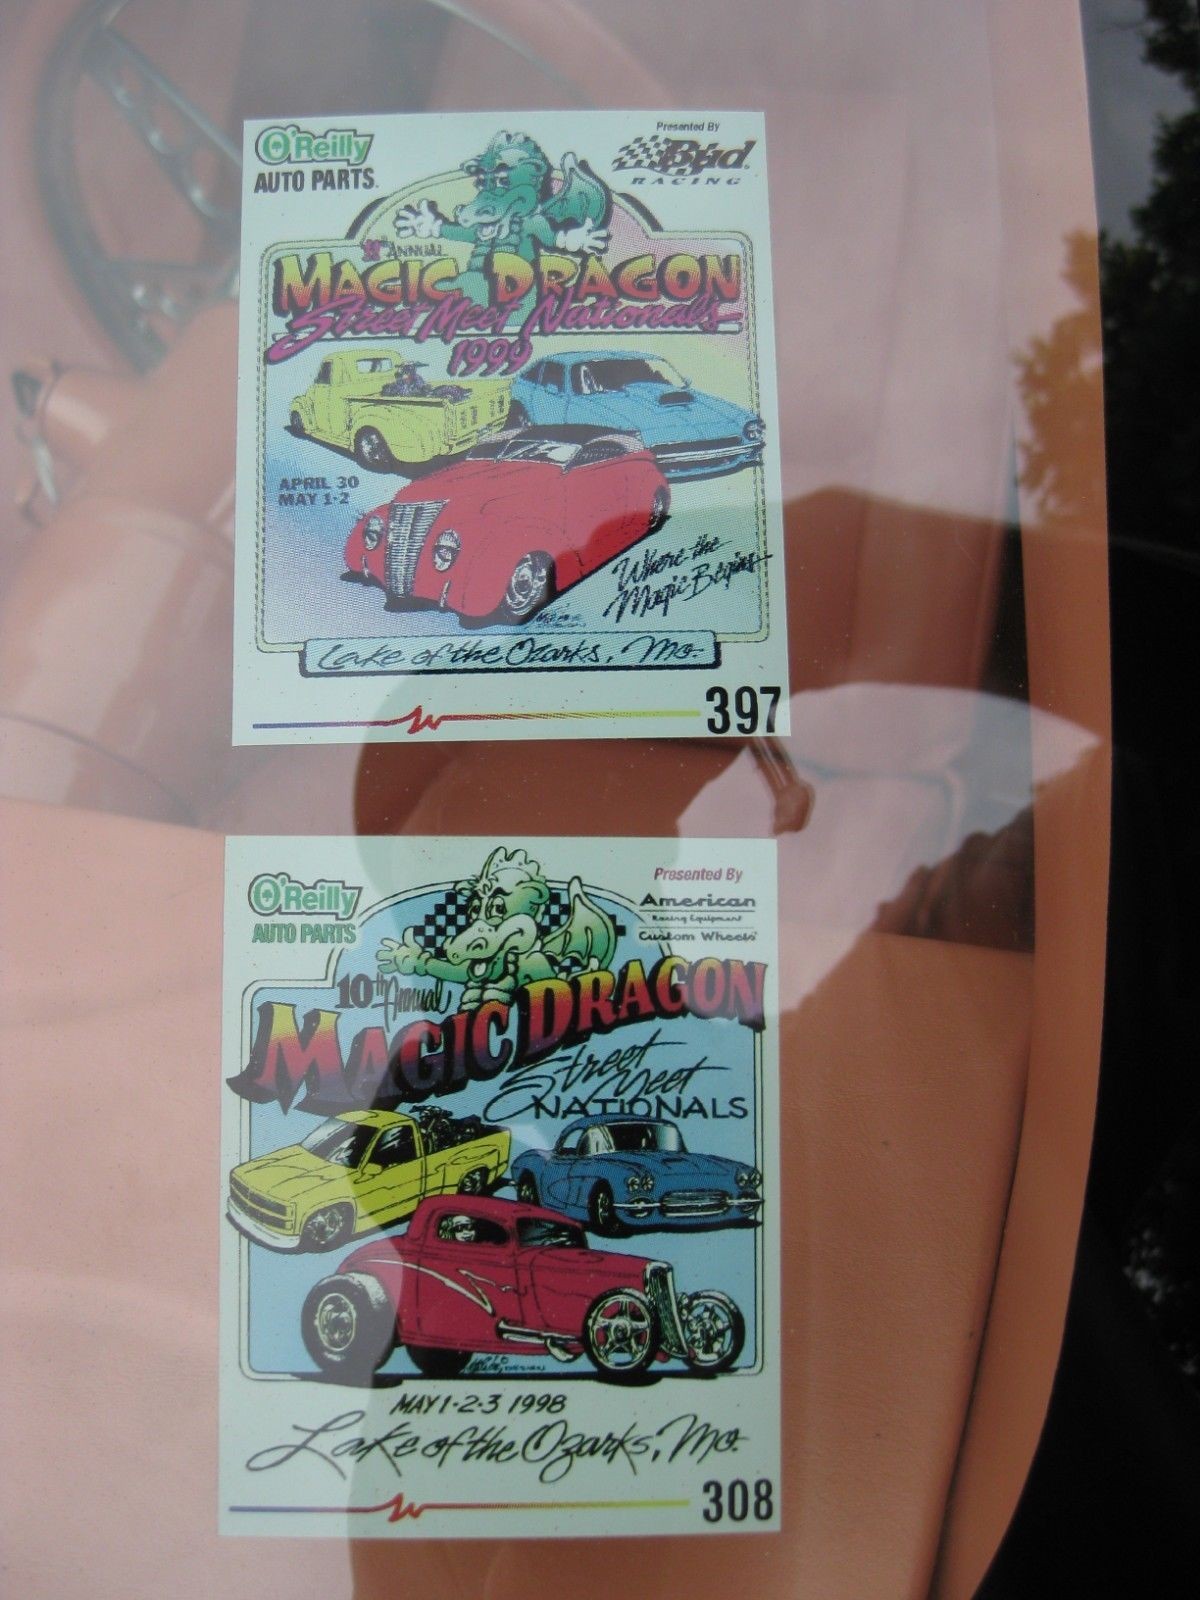 O'Reilly
AUTO PARTS.
Presented By
Bud
RACING
11th ANNUAL
MAGIC DRAGON
Street Meet Nationals
1999
APRIL 30
MAY 1-2
Where the
Magic Begins
Lake of the Ozarks, Mo.
397
O'Reilly
AUTO PARTS
Presented By
American
Racing Equipment
Custom Wheels
10th Annual
MAGIC DRAGON
Street
Meet
NATIONALS
MAY 1-2-3 1998
Lake of the Ozarks, Mo.
308